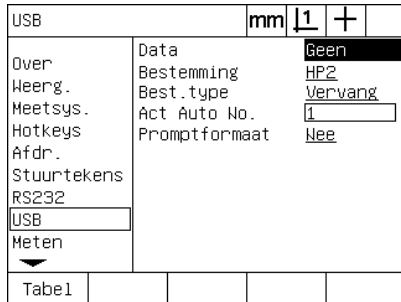 USB mm 1
Over
Weerg.
Meetsys.
Hotkeys
Afdr.
Stuurtekens
RS232
USB
Meten
Data Geen
Bestemming HP2
Best.type Vervang
Act Auto No. 1
Promptformaat Nee
Tabel